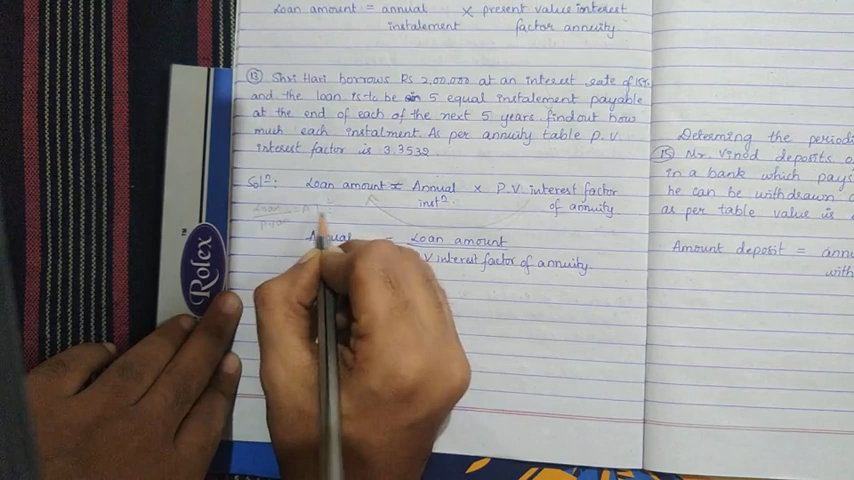 Loan amount = annual × present value interest
instalement factor annuity
⑬ Shri Hari borrows Rs 2,00,000 at an interest rate of 15%
and the loan is to be in 5 equal instalement payable
at the end of each of the next 5 years find out how
much each instalment. As per annuity table P.V.
interest factor is 3.3532.
Solⁿ: Loan amount = Annual × P.V interest factor
instⁿ. of annuity
Loan
Annual = Loan amount
V interest factor of annuity.
Rolex
Determing the periodi
⑮ Mr. Vinod deposits
in a bank which pays
he can be withdrawn
as per table value is
Amount deposit = annu
with